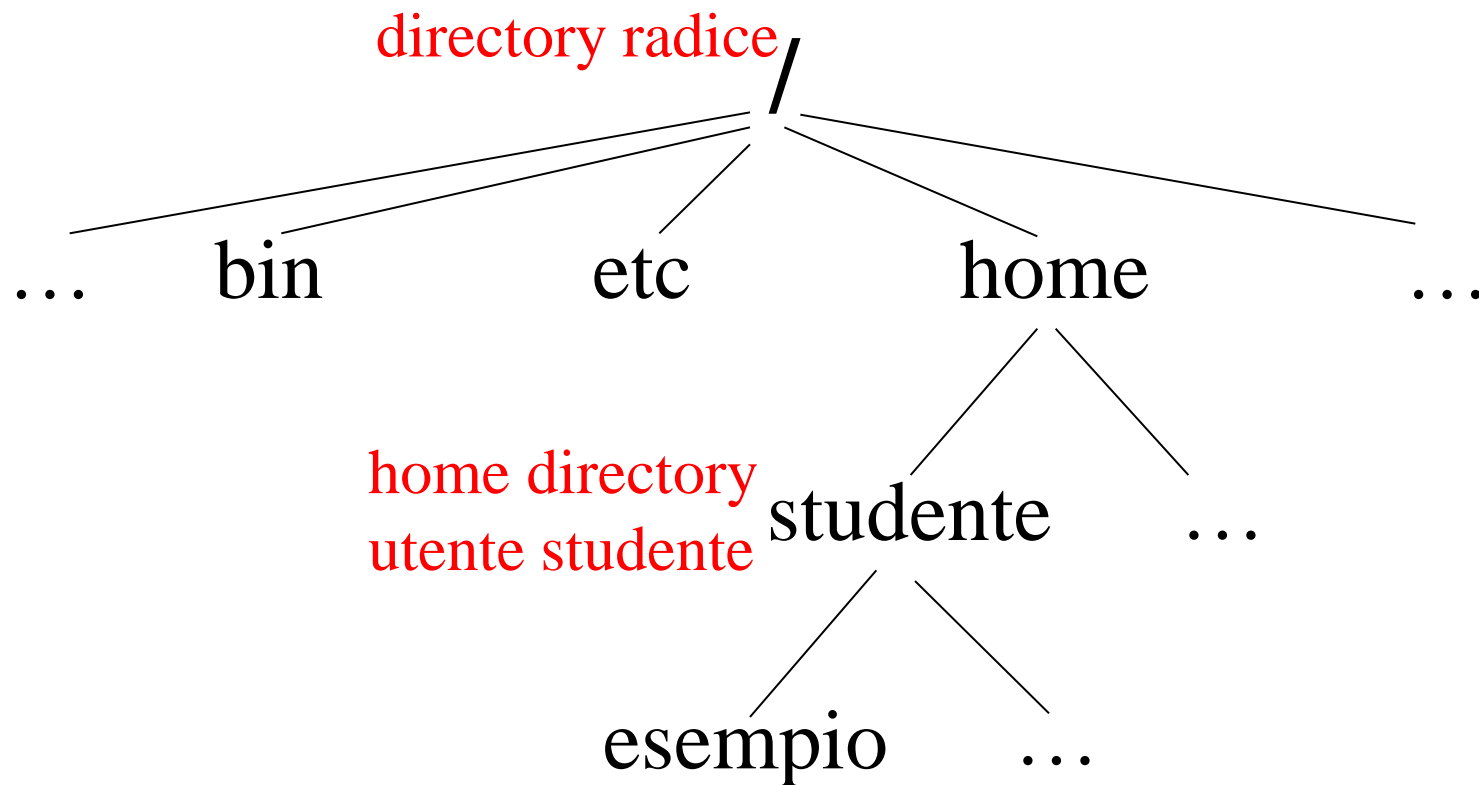 directory radice
/
… bin etc home …
home directory
utente studente
studente …
esempio …